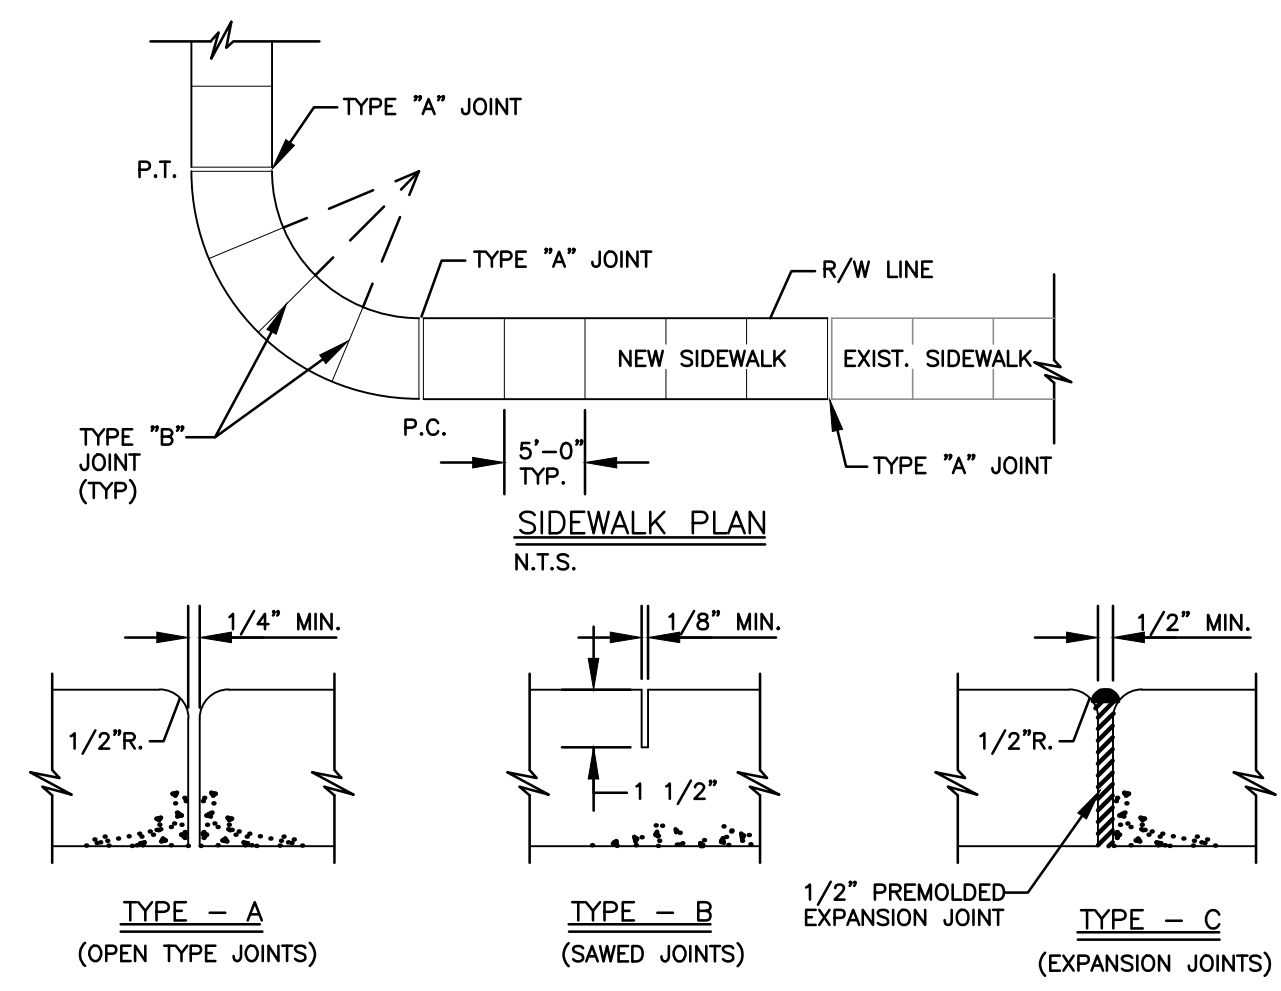 TYPE "A" JOINT
P.T.
TYPE "A" JOINT
R/W LINE
NEW SIDEWALK
EXIST. SIDEWALK
P.C.
TYPE "B"
JOINT
(TYP)
5'-0"
TYP.
TYPE "A" JOINT
SIDEWALK PLAN
N.T.S.
1/4" MIN.
1/2"R.
TYPE - A
(OPEN TYPE JOINTS)
1/8" MIN.
1 1/2"
TYPE - B
(SAWED JOINTS)
1/2" MIN.
1/2"R.
1/2" PREMOLDED
EXPANSION JOINT
TYPE - C
(EXPANSION JOINTS)